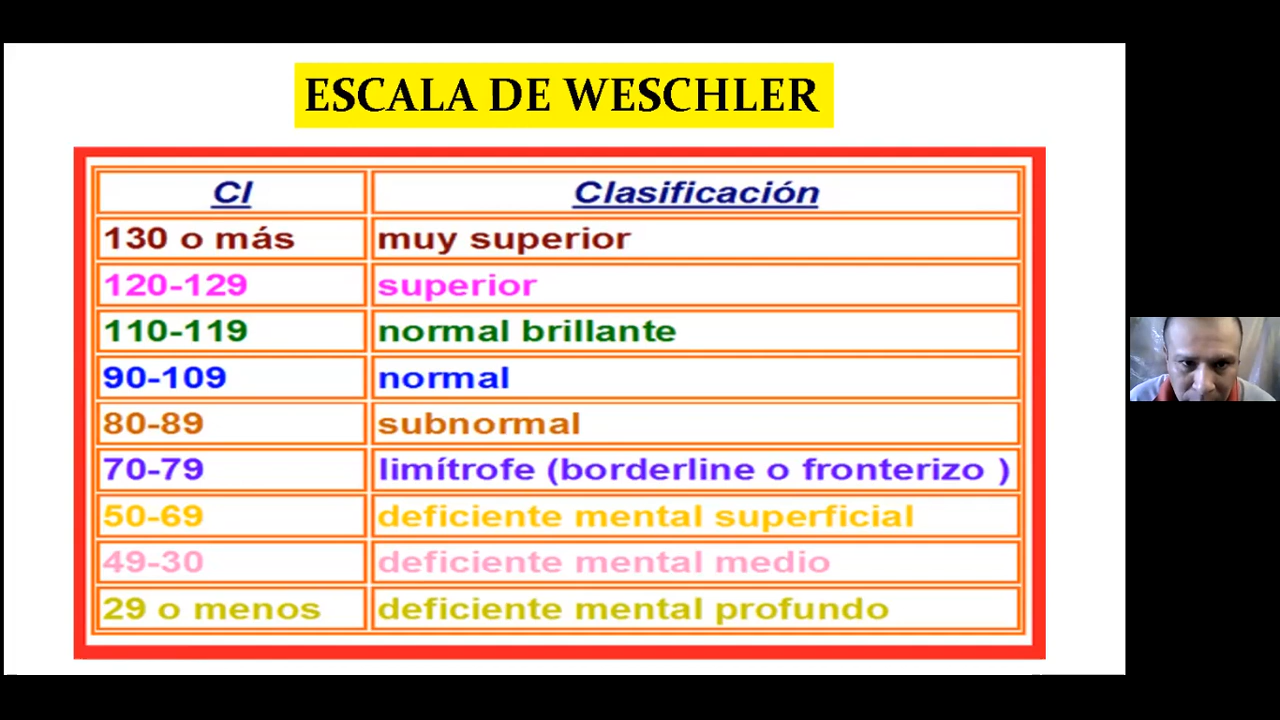 ESCALA DE WESCHLER
CI Clasificación
130 o más muy superior
120-129 superior
110-119 normal brillante
90-109 normal
80-89 subnormal
70-79 limítrofe (borderline o fronterizo )
50-69 deficiente mental superficial
49-30 deficiente mental medio
29 o menos deficiente mental profundo